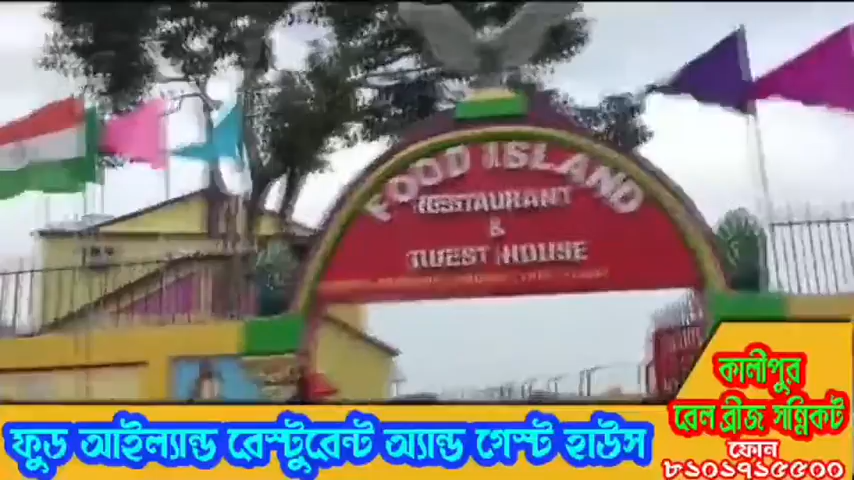 FOOD ISLAND
RESTAURANT
&
GUEST HOUSE
ফুড আইল্যান্ড রেস্টুরেন্ট অ্যান্ড গেস্ট হাউস
কালীপুর
রেল ব্রীজ সন্নিকট
ফোন
৮১০১৭১৫৫০০